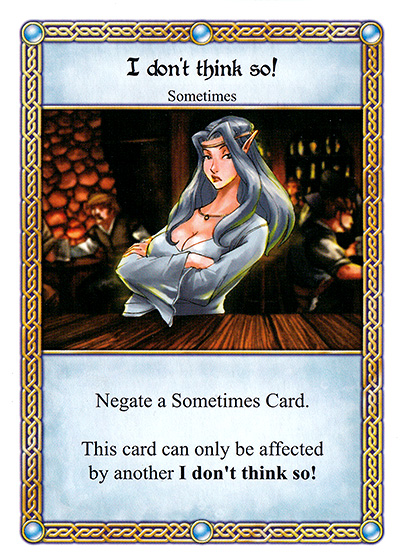 I don't think so!
Sometimes
Negate a Sometimes Card.
This card can only be affected
by another I don't think so!